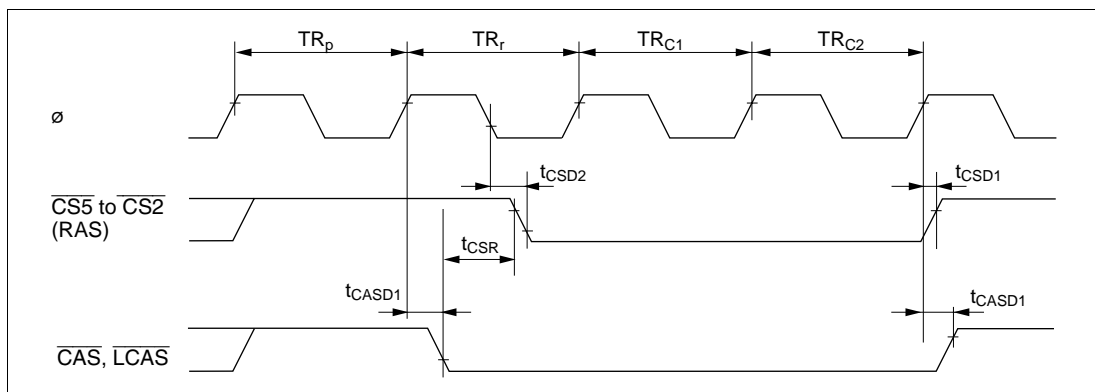 TRp TRr TRC1 TRC2
ø
tCSD2 tCSD1
CS5 to CS2
(RAS)
tCSR
tCASD1 tCASD1
CAS, LCAS